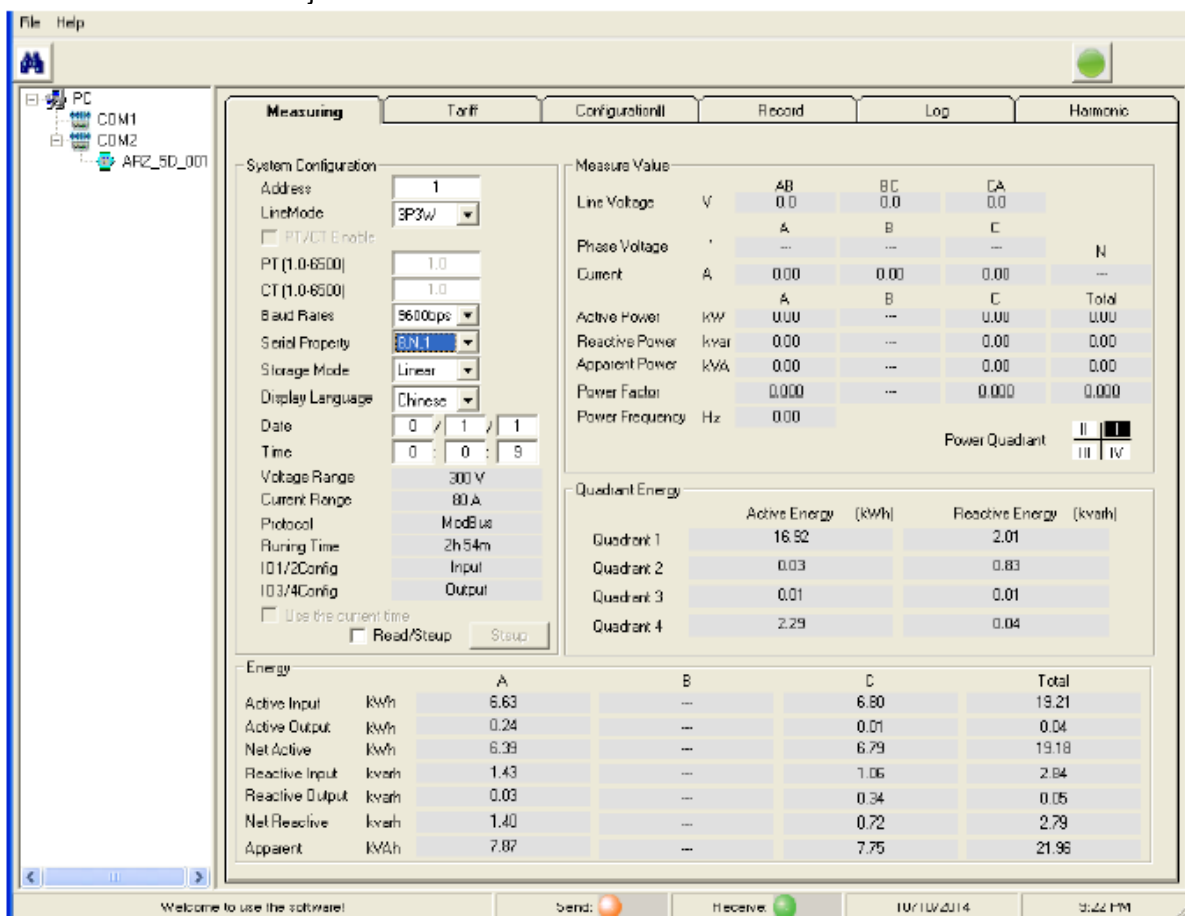 File Help
PC
COM1
COM2
ARZ_5D_001
Measuring Tariff ConfigurationII Record Log Harmonic
System Configuration
Address 1
LineMode 3P3W
PT/CT Enable
PT (1.0-6500) 1.0
CT (1.0-6500) 1.0
Baud Rates 9600bps
Serial Property 8.N.1
Storage Mode Linear
Display Language Chinese
Date 0 / 1 / 1
Time 0 : 0 : 9
Voltage Range 300 V
Current Range 80 A
Protocol ModBus
Runing Time 2h 54m
IO1/2Config Input
IO3/4Config Output
Use the current time
Read/Steup Steup
Measure Value
AB BC CA
Line Voltage V 0.0 0.0 0.0
A B C
Phase Voltage --- --- --- N
Current A 0.00 0.00 0.00 ---
A B C Total
Active Power kW 0.00 --- 0.00 0.00
Reactive Power kvar 0.00 --- 0.00 0.00
Apparent Power kVA 0.00 --- 0.00 0.00
Power Factor 0.000 --- 0.000 0.000
Power Frequency Hz 0.00
Power Quadrant II I
III IV
Quadrant Energy
Active Energy (kWh) Reactive Energy (kvarh)
Quadrant 1 16.92 2.01
Quadrant 2 0.03 0.83
Quadrant 3 0.01 0.01
Quadrant 4 2.29 0.04
Energy
A B C Total
Active Input kWh 6.63 --- 6.80 19.21
Active Output kWh 0.24 --- 0.01 0.04
Net Active kWh 6.39 --- 6.79 19.18
Reactive Input kvarh 1.43 --- 1.06 2.84
Reactive Output kvarh 0.03 --- 0.34 0.05
Net Reactive kvarh 1.40 --- 0.72 2.79
Apparent kVAh 7.87 --- 7.75 21.96
Welcome to use the software! Send: Receive: 10/10/2014 9:22 PM